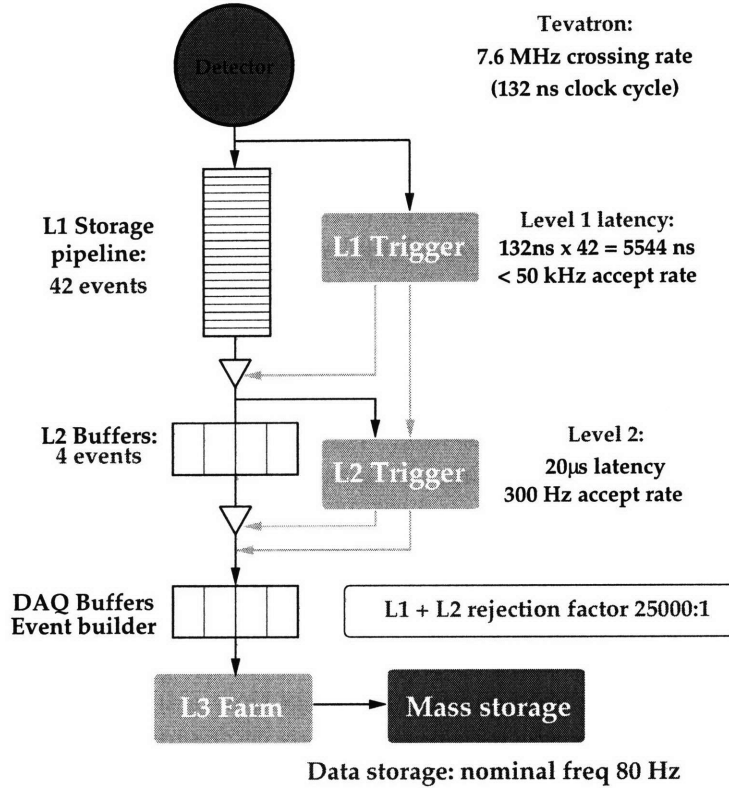 Detector
Tevatron:
7.6 MHz crossing rate
(132 ns clock cycle)
L1 Storage
pipeline:
42 events
L1 Trigger
Level 1 latency:
132ns x 42 = 5544 ns
< 50 kHz accept rate
L2 Buffers:
4 events
L2 Trigger
Level 2:
20μs latency
300 Hz accept rate
DAQ Buffers
Event builder
L1 + L2 rejection factor 25000:1
L3 Farm
Mass storage
Data storage: nominal freq 80 Hz